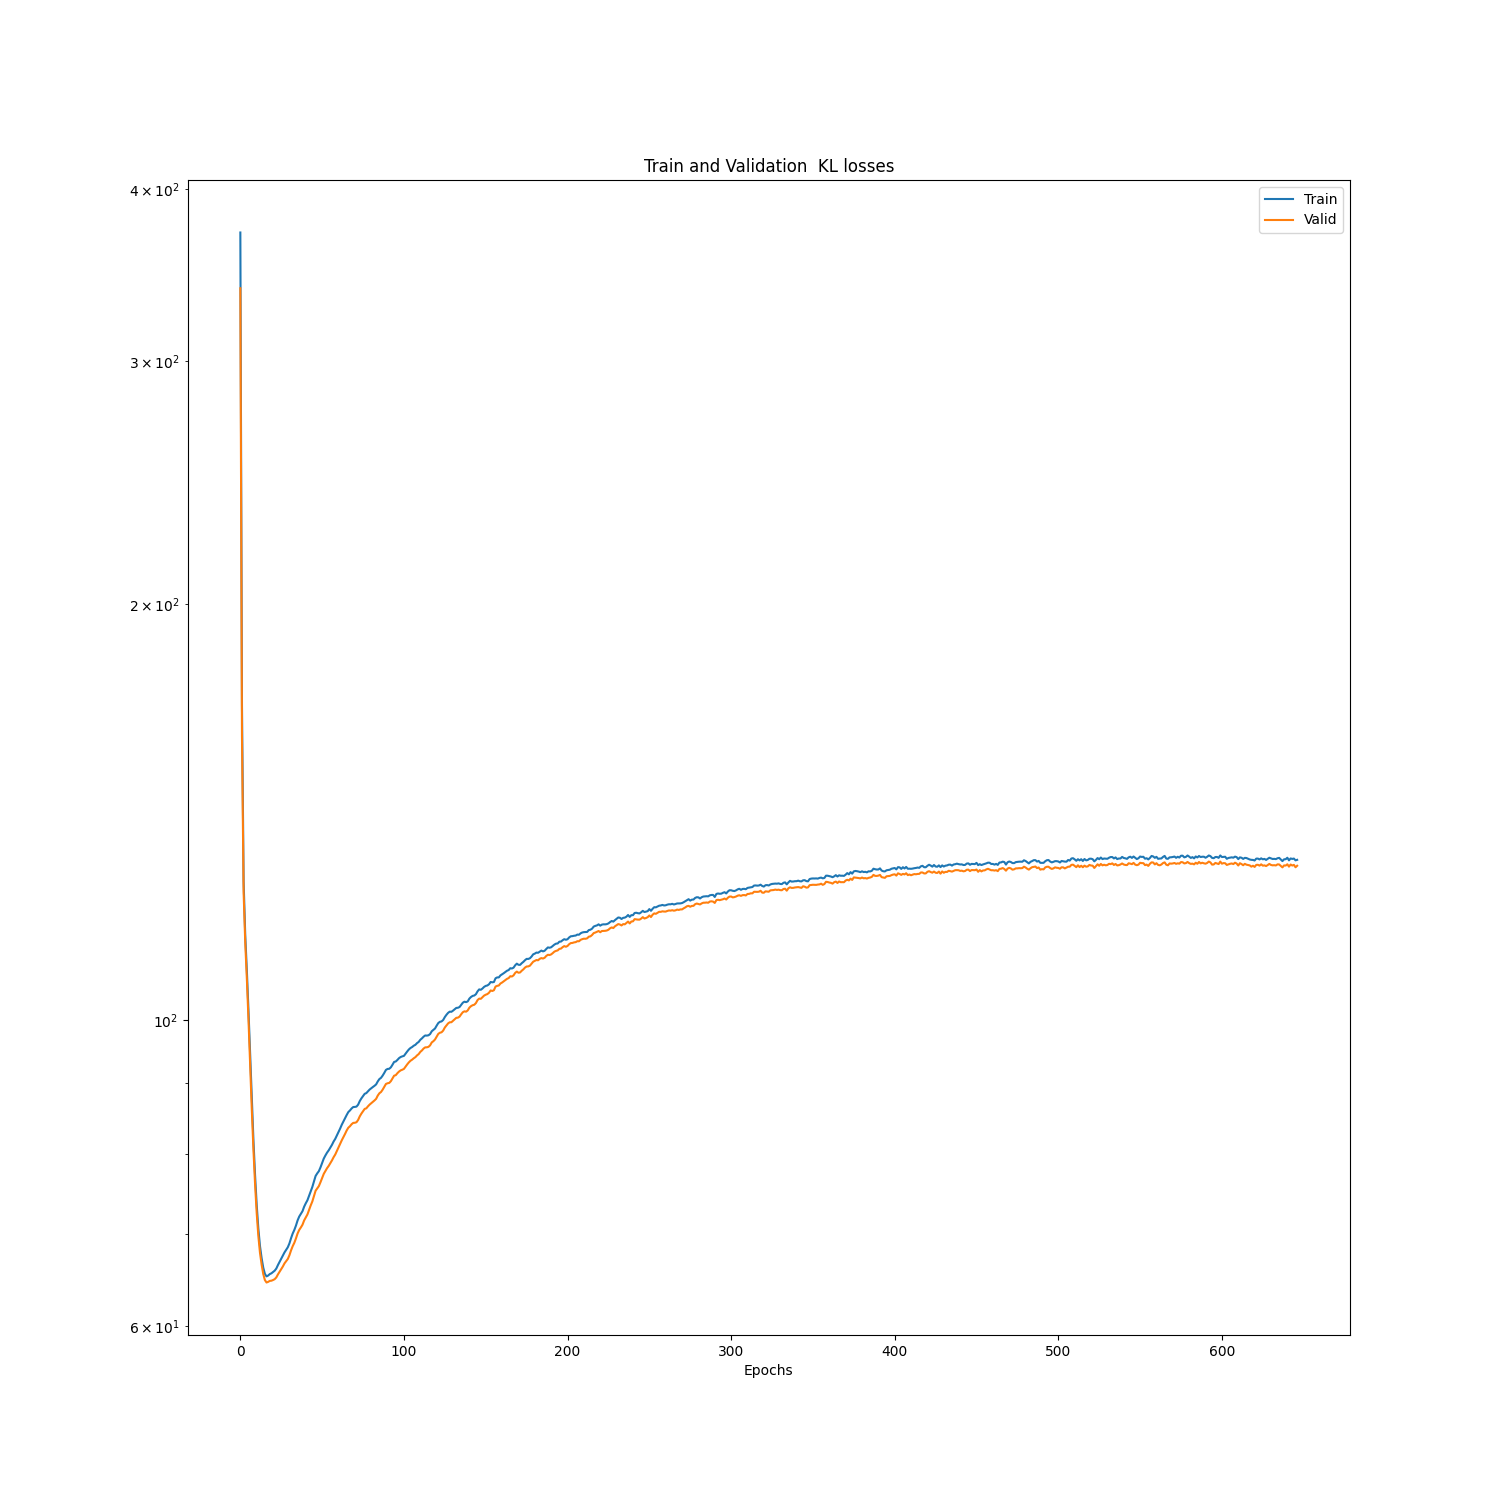 Train and Validation  KL losses
4 × 10²
3 × 10²
2 × 10²
10²
6 × 10¹
Train
Valid
0 100 200 300 400 500 600
Epochs